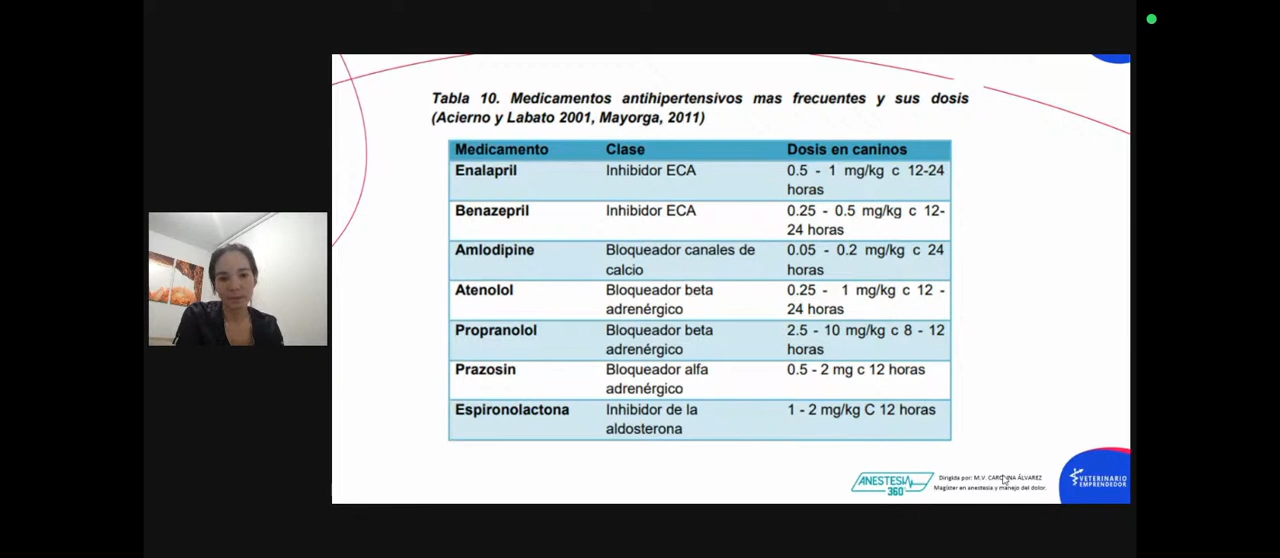 Tabla 10. Medicamentos antihipertensivos mas frecuentes y sus dosis
(Acierno y Labato 2001, Mayorga, 2011)
Medicamento Clase Dosis en caninos
Enalapril Inhibidor ECA 0.5 - 1 mg/kg c 12-24
horas
Benazepril Inhibidor ECA 0.25 - 0.5 mg/kg c 12-
24 horas
Amlodipine Bloqueador canales de 0.05 - 0.2 mg/kg c 24
calcio horas
Atenolol Bloqueador beta 0.25 - 1 mg/kg c 12 -
adrenérgico 24 horas
Propranolol Bloqueador beta 2.5 - 10 mg/kg c 8 - 12
adrenérgico horas
Prazosin Bloqueador alfa 0.5 - 2 mg c 12 horas
adrenérgico
Espironolactona Inhibidor de la 1 - 2 mg/kg C 12 horas
aldosterona
ANESTESIA
360°
Dirigida por: M.V. CAROLINA ÁLVAREZ
Magíster en anestesia y manejo del dolor.
VETERINARIO
EMPRENDEDOR